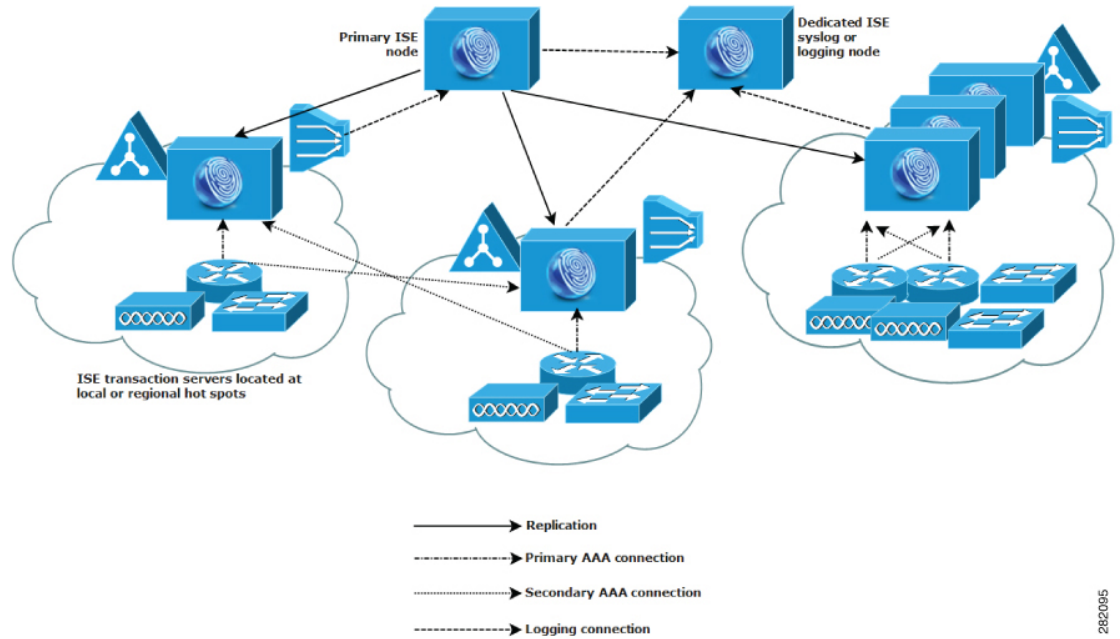 Primary ISE
node
Dedicated ISE
syslog or
logging node
ISE transaction servers located at
local or regional hot spots
Replication
Primary AAA connection
Secondary AAA connection
Logging connection
282095